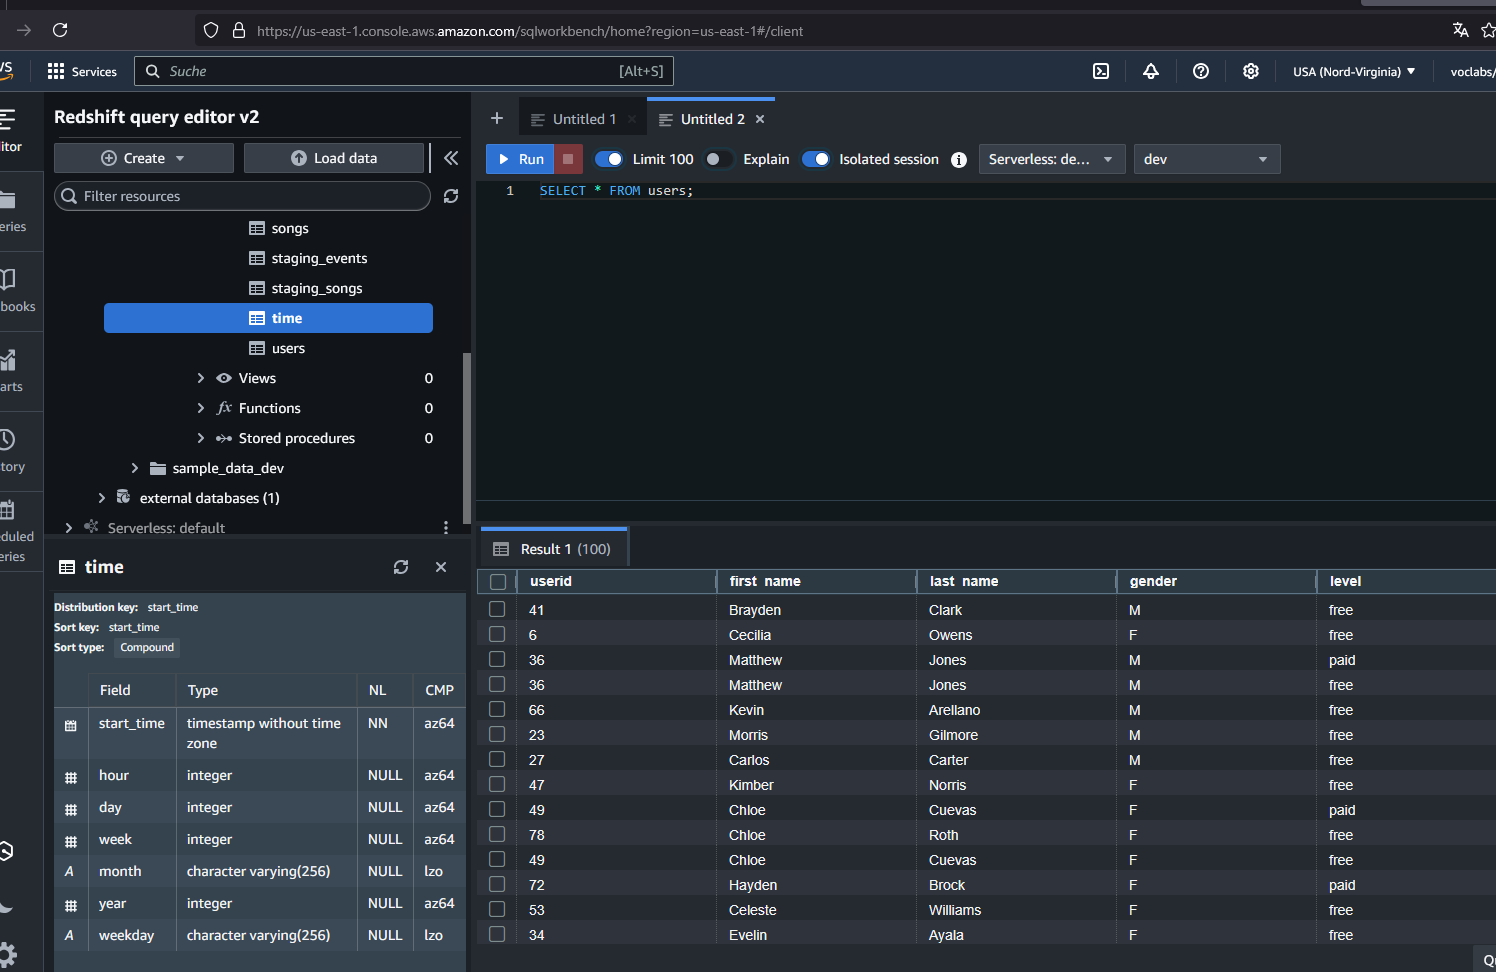 https://us-east-1.console.aws.amazon.com/sqlworkbench/home?region=us-east-1#/client
Services
Suche
[Alt+S]
USA (Nord-Virginia)
voclabs/
Redshift query editor v2
Create
Load data
Filter resources
songs
staging_events
staging_songs
time
users
Views 0
Functions 0
Stored procedures 0
sample_data_dev
external databases (1)
Serverless: default
itor
eries
books
arts
tory
eduled
eries
time
Distribution key: start_time
Sort key: start_time
Sort type: Compound
Field Type NL CMP
start_time timestamp without time zone NN az64
hour integer NULL az64
day integer NULL az64
week integer NULL az64
month character varying(256) NULL lzo
year integer NULL az64
weekday character varying(256) NULL lzo
Untitled 1
Untitled 2
Run
Limit 100
Explain
Isolated session
Serverless: de...
dev
1 SELECT * FROM users;
Result 1 (100)
userid first name last name gender level
41 Brayden Clark M free
6 Cecilia Owens F free
36 Matthew Jones M paid
36 Matthew Jones M free
66 Kevin Arellano M free
23 Morris Gilmore M free
27 Carlos Carter M free
47 Kimber Norris F free
49 Chloe Cuevas F paid
78 Chloe Roth F free
49 Chloe Cuevas F free
72 Hayden Brock F paid
53 Celeste Williams F free
34 Evelin Ayala F free